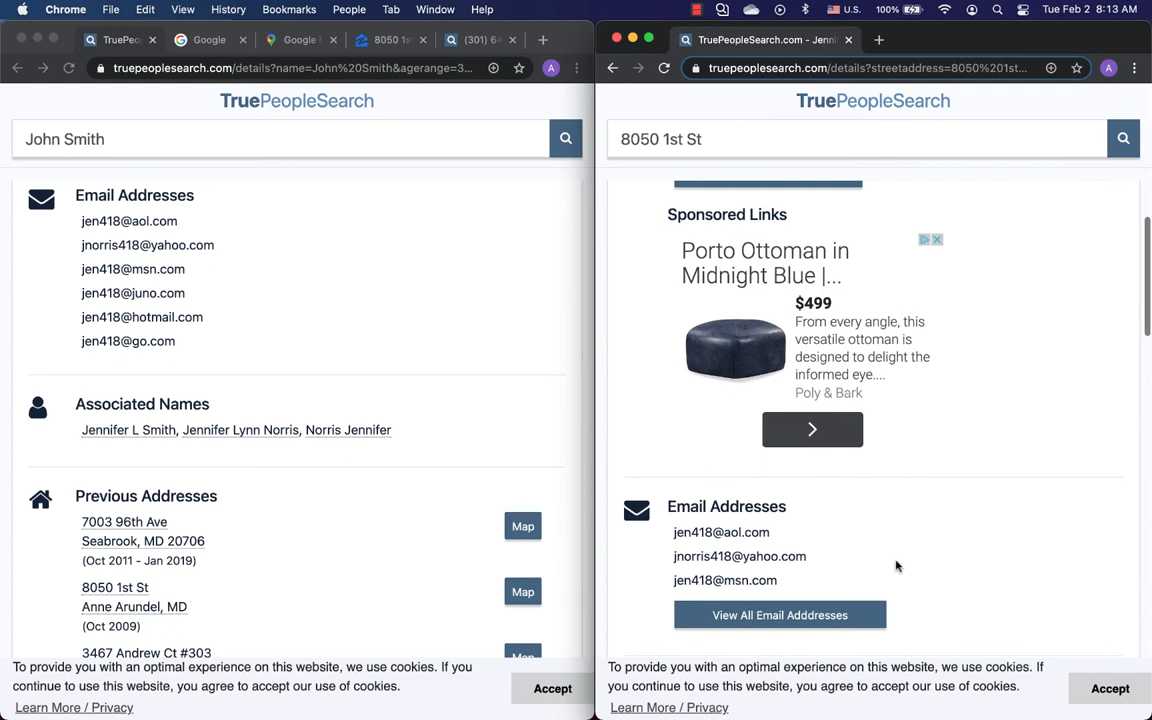 Chrome File Edit View History Bookmarks People Tab Window Help U.S. 100% Tue Feb 2 8:13 AM
TruePeo Google Google M 8050 1s (301) 64
truepeoplesearch.com/details?name=John%20Smith&agerange=3...
TruePeopleSearch
John Smith
Email Addresses
jen418@aol.com
jnorris418@yahoo.com
jen418@msn.com
jen418@juno.com
jen418@hotmail.com
jen418@go.com
Associated Names
Jennifer L Smith, Jennifer Lynn Norris, Norris Jennifer
Previous Addresses
7003 96th Ave
Seabrook, MD 20706
(Oct 2011 - Jan 2019)
Map
8050 1st St
Anne Arundel, MD
(Oct 2009)
Map
3467 Andrew Ct #303
Map
To provide you with an optimal experience on this website, we use cookies. If you
continue to use this website, you agree to accept our use of cookies.
Learn More / Privacy
Accept
TruePeopleSearch.com - Jenni
truepeoplesearch.com/details?streetaddress=8050%201st...
TruePeopleSearch
8050 1st St
Sponsored Links
Porto Ottoman in
Midnight Blue |...
$499
From every angle, this
versatile ottoman is
designed to delight the
informed eye....
Poly & Bark
Email Addresses
jen418@aol.com
jnorris418@yahoo.com
jen418@msn.com
View All Email Adddresses
To provide you with an optimal experience on this website, we use cookies. If
you continue to use this website, you agree to accept our use of cookies.
Learn More / Privacy
Accept